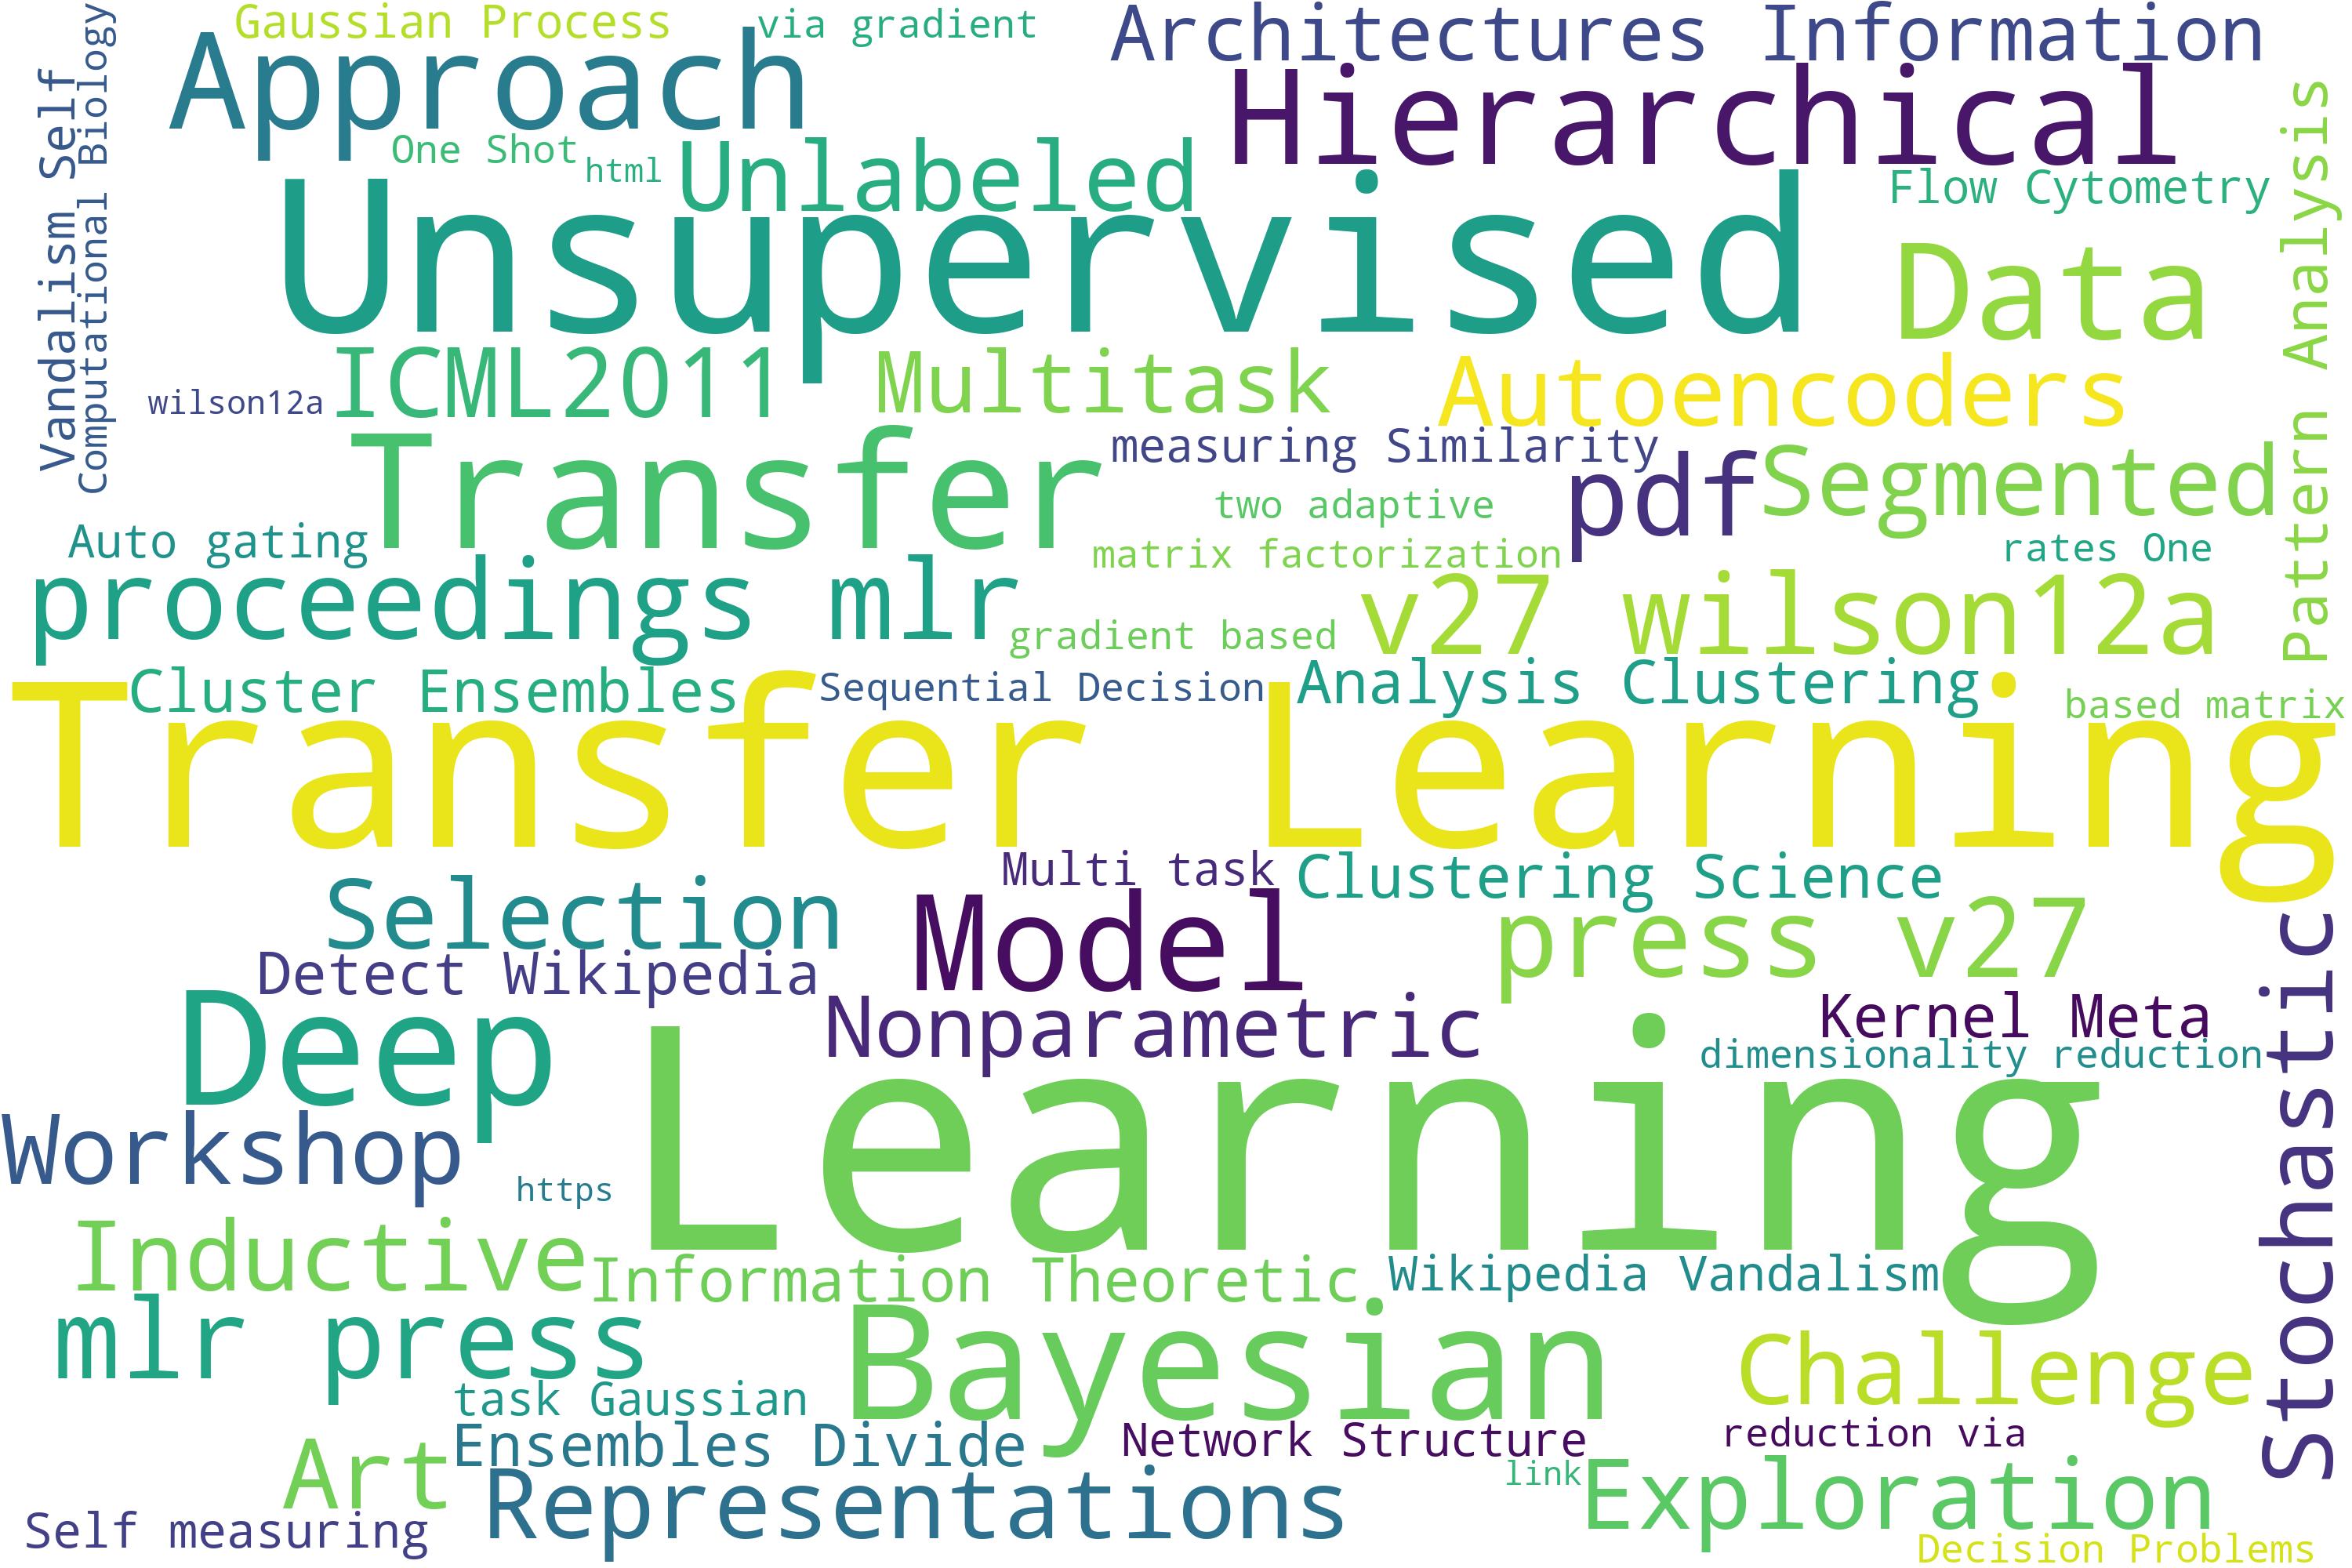 Gaussian Process
via gradient
Architectures Information
Approach
Hierarchical
Vandalism Self
Computational Biology
One Shot
html
Unlabeled
Flow Cytometry
Pattern Analysis
Unsupervised
Data
wilson12a
ICML2011
Multitask
Autoencoders
Transfer
measuring Similarity
pdf
Segmented
two adaptive
Auto gating
matrix factorization
rates One
proceedings mlr
gradient based
v27 wilson12a
Cluster Ensembles
Sequential Decision
Analysis Clustering
based matrix
Transfer Learning
Multi task
Clustering Science
Selection
Model
press v27
Detect Wikipedia
Deep
Nonparametric
Kernel Meta
dimensionality reduction
Stochastic
Learning
Workshop
https
Inductive
Information Theoretic
Wikipedia Vandalism
mlr press
Bayesian
Challenge
task Gaussian
Ensembles Divide
Network Structure
reduction via
Art
Representations
link
Exploration
Self measuring
Decision Problems